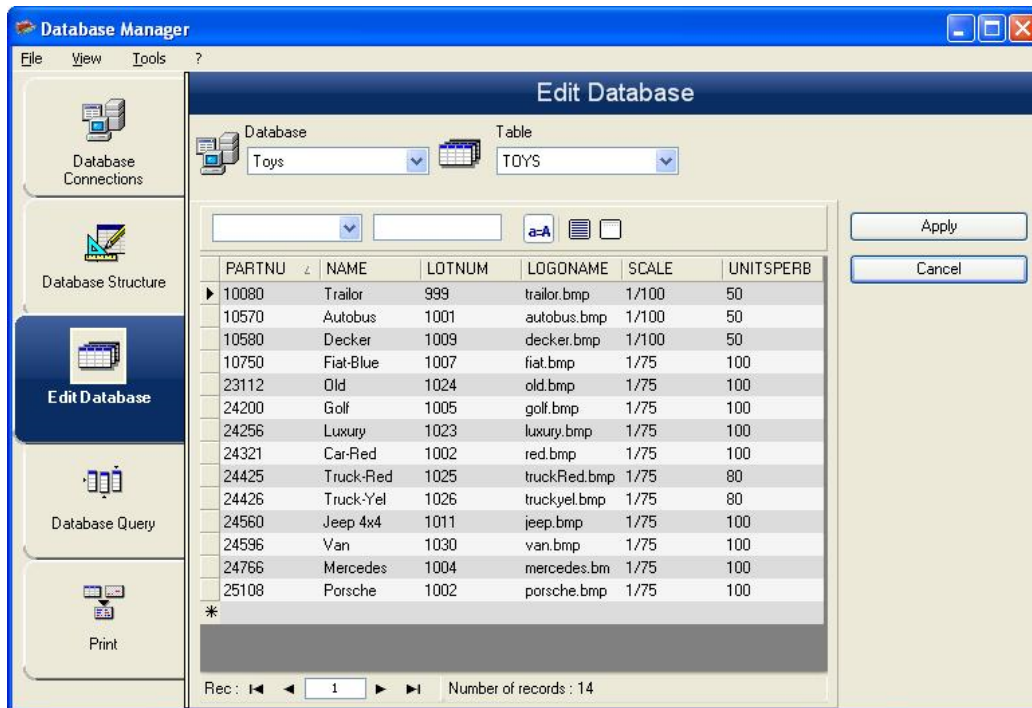 Database Manager
File View Tools ?
Edit Database
Database Table
Toys TOYS
Database
Connections
Database Structure
Edit Database
Database Query
Print
a=A
Apply
Cancel
PARTNU NAME LOTNUM LOGONAME SCALE UNITSPERB
10080 Trailor 999 trailor.bmp 1/100 50
10570 Autobus 1001 autobus.bmp 1/100 50
10580 Decker 1009 decker.bmp 1/100 50
10750 Fiat-Blue 1007 fiat.bmp 1/75 100
23112 Old 1024 old.bmp 1/75 100
24200 Golf 1005 golf.bmp 1/75 100
24256 Luxury 1023 luxury.bmp 1/75 100
24321 Car-Red 1002 red.bmp 1/75 100
24425 Truck-Red 1025 truckRed.bmp 1/75 80
24426 Truck-Yel 1026 truckyel.bmp 1/75 80
24560 Jeep 4x4 1011 jeep.bmp 1/75 100
24596 Van 1030 van.bmp 1/75 100
24766 Mercedes 1004 mercedes.bm 1/75 100
25108 Porsche 1002 porsche.bmp 1/75 100
Rec : 1 Number of records : 14